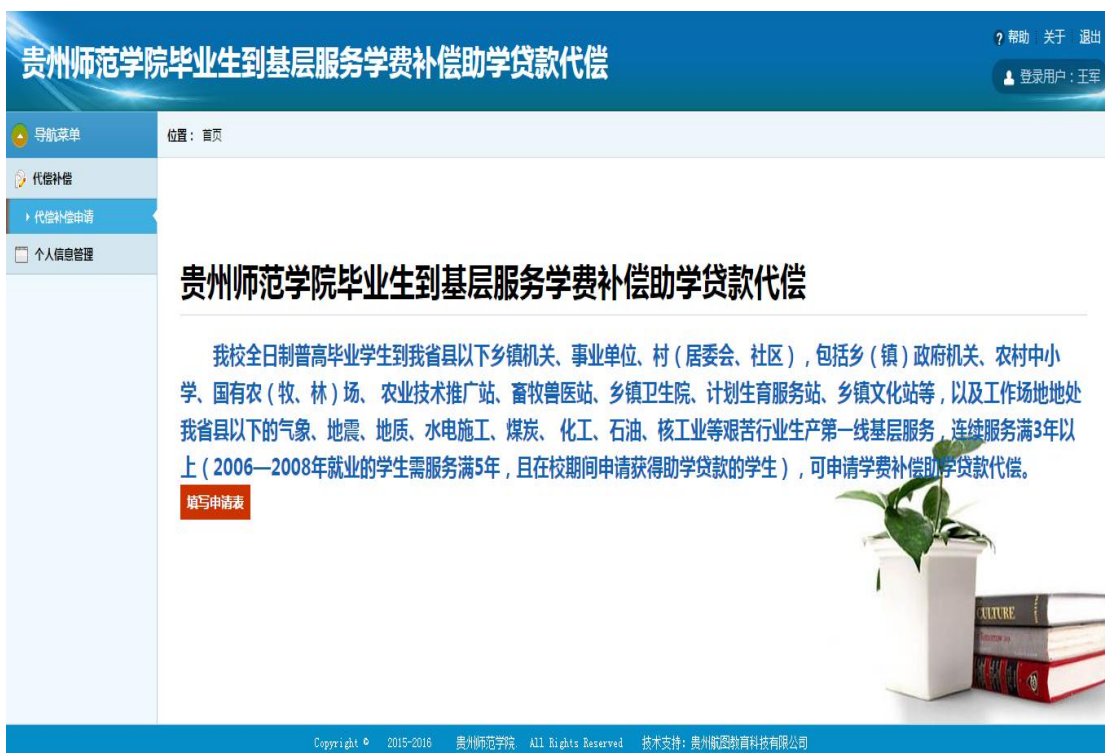 贵州师范学院毕业生到基层服务学费补偿助学贷款代偿
帮助 关于 退出
登录用户：王军
导航菜单
位置： 首页
代偿补偿
代偿补偿申请
个人信息管理
贵州师范学院毕业生到基层服务学费补偿助学贷款代偿
我校全日制普高毕业学生到我省县以下乡镇机关、事业单位、村（居委会、社区），包括乡（镇）政府机关、农村中小
学、国有农（牧、林）场、 农业技术推广站、畜牧兽医站、乡镇卫生院、计划生育服务站、乡镇文化站等，以及工作场地地处
我省县以下的气象、地震、地质、水电施工、煤炭、 化工、石油、核工业等艰苦行业生产第一线基层服务，连续服务满3年以
上（2006—2008年就业的学生需服务满5年，且在校期间申请获得助学贷款的学生），可申请学费补偿助学贷款代偿。
填写申请表
CULTURE
Copyright © 2015-2016 贵州师范学院 All Rights Reserved 技术支持：贵州航图教育科技有限公司